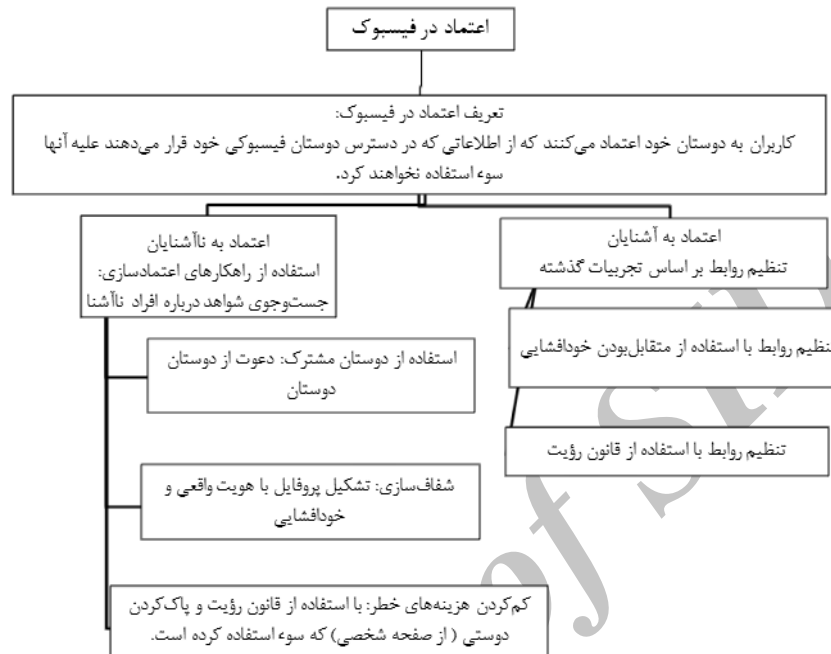 اعتماد در فیسبوک
تعریف اعتماد در فیسبوک:
کاربران به دوستان خود اعتماد می‌کنند که از اطلاعاتی که در دسترس دوستان فیسبوکی خود قرار می‌دهند علیه آنها
سوء استفاده نخواهند کرد.
اعتماد به آشنایان
تنظیم روابط بر اساس تجربیات گذشته
تنظیم روابط با استفاده از متقابل‌بودن خودافشایی
تنظیم روابط با استفاده از قانون رؤیت
اعتماد به ناآشنایان
استفاده از راهکارهای اعتمادسازی:
جست‌وجوی شواهد درباره افراد ناآشنا
استفاده از دوستان مشترک: دعوت از دوستان
دوستان
شفاف‌سازی: تشکیل پروفایل با هویت واقعی و
خودافشایی
کم‌کردن هزینه‌های خطر: با استفاده از قانون رؤیت و پاک‌کردن
دوستی ( از صفحه شخصی) که سوء استفاده کرده است.
of